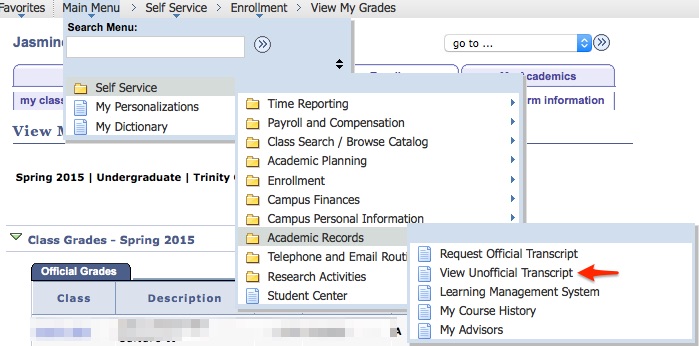 Favorites Main Menu > Self Service > Enrollment > View My Grades
Search Menu:
Jasmine
go to ...
Self Service
My Personalizations
My Dictionary
my class
Academics
rm information
Time Reporting
Payroll and Compensation
Class Search / Browse Catalog
Academic Planning
Enrollment
Campus Finances
Campus Personal Information
Academic Records
Telephone and Email Routi
Research Activities
Student Center
Request Official Transcript
View Unofficial Transcript
Learning Management System
My Course History
My Advisors
View M
Spring 2015 | Undergraduate | Trinity
Class Grades - Spring 2015
Official Grades
Class Description
A